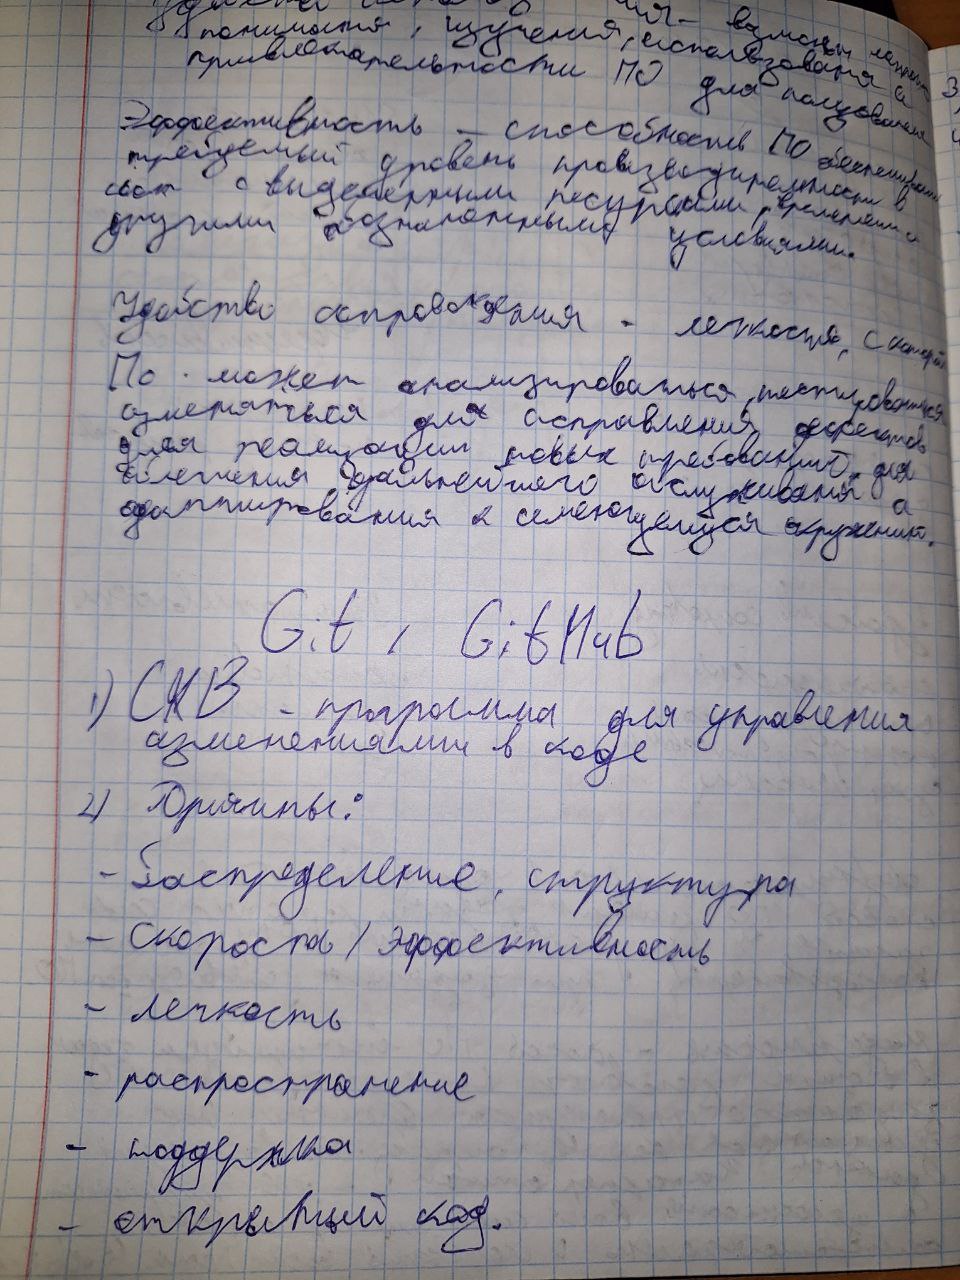 понимания, изучения, использования и
привлекательности ПО для пользователя
Эффективность – способность ПО обеспечивать
требуемый уровень производительности в
с выделенными ресурсами, временем и
другими обозначенными условиями.
Удобство сопровождения - легкость, с которой
ПО может анализироваться, тестироваться
изменяться для исправления дефектов
для реализации новых требований, для
облегчения дальнейшего обслуживания и
адаптирования к именующемуся окружению.
Git, GitHub
1) СКВ - программа для управления
изменениями в коде
2) Причины:
- Распределение, структура
- скорость / эффективность
- легкость
- распространение
- поддержка
- открытый код.